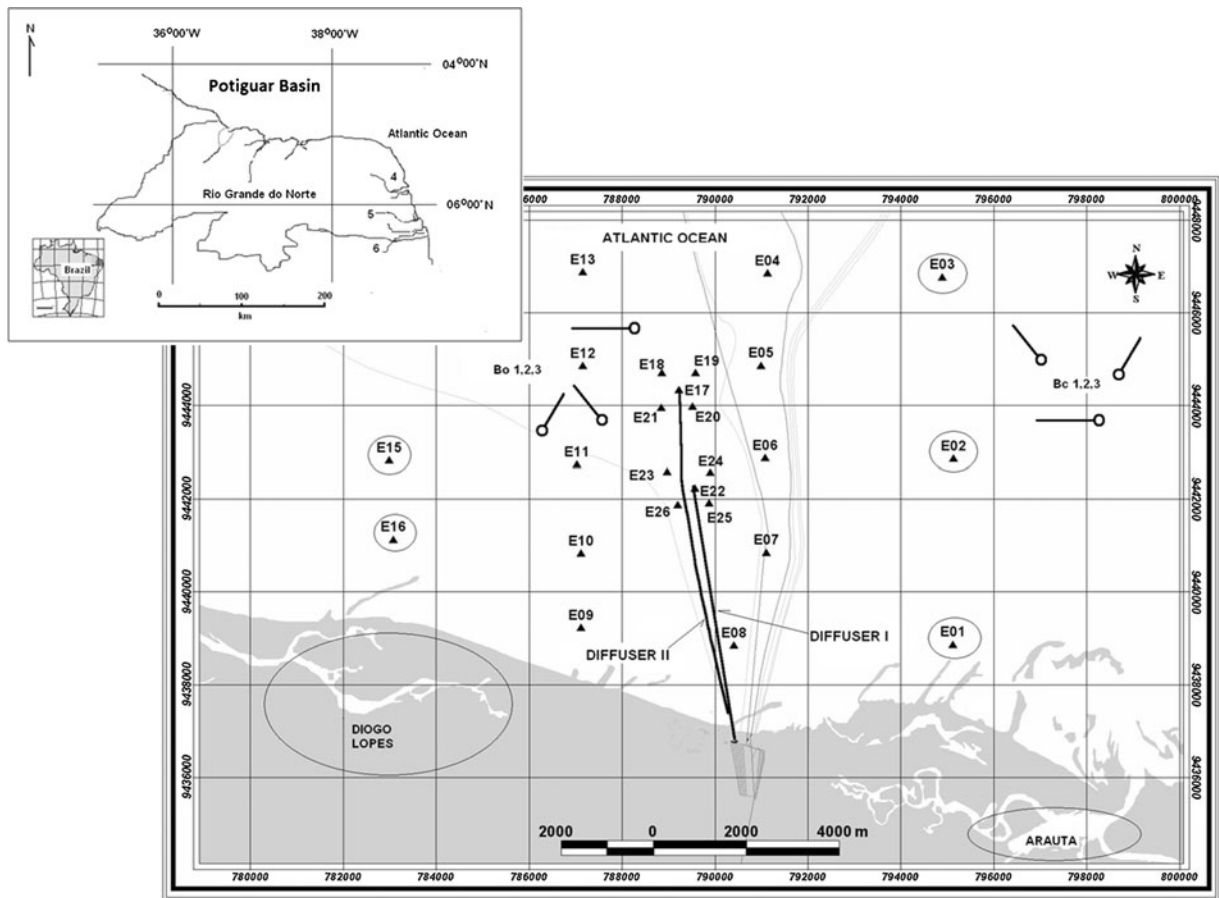 N
36°00'W
38°00'W
04°00'N
Potiguar Basin
Atlantic Ocean
4
Rio Grande do Norte
06°00'N
5
6
Brazil
0 100 200
km
786000 788000 790000 792000 794000 796000 798000 800000
9448000
ATLANTIC OCEAN
E13
E04
E03
N
W E
S
9446000
E12
E18
E19
E05
Bo 1,2,3
Bc 1,2,3
E17
9444000
9444000
E21
E20
E15
E11
E06
E02
E23
E24
E22
9442000
9442000
E26
E25
E16
E10
E07
9440000
9440000
E09
E08
DIFFUSER I
E01
DIFFUSER II
9438000
9438000
DIOGO
LOPES
9436000
9436000
2000 0 2000 4000 m
ARAUTA
780000 782000 784000 786000 788000 790000 792000 794000 796000 798000 800000